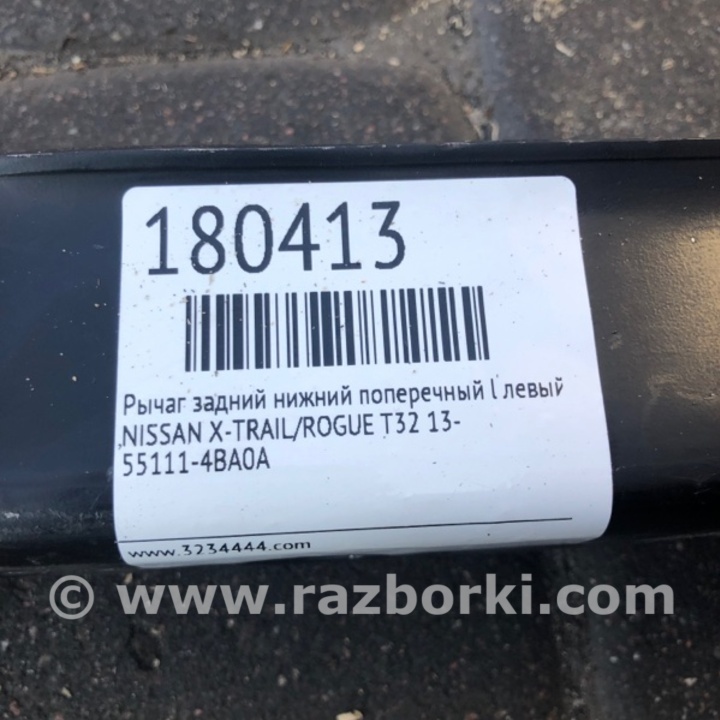 180413
Рычаг задний нижний поперечный l левый
,NISSAN X-TRAIL/ROGUE T32 13-
55111-4BA0A
www.3234444.com
© www.razborki.com